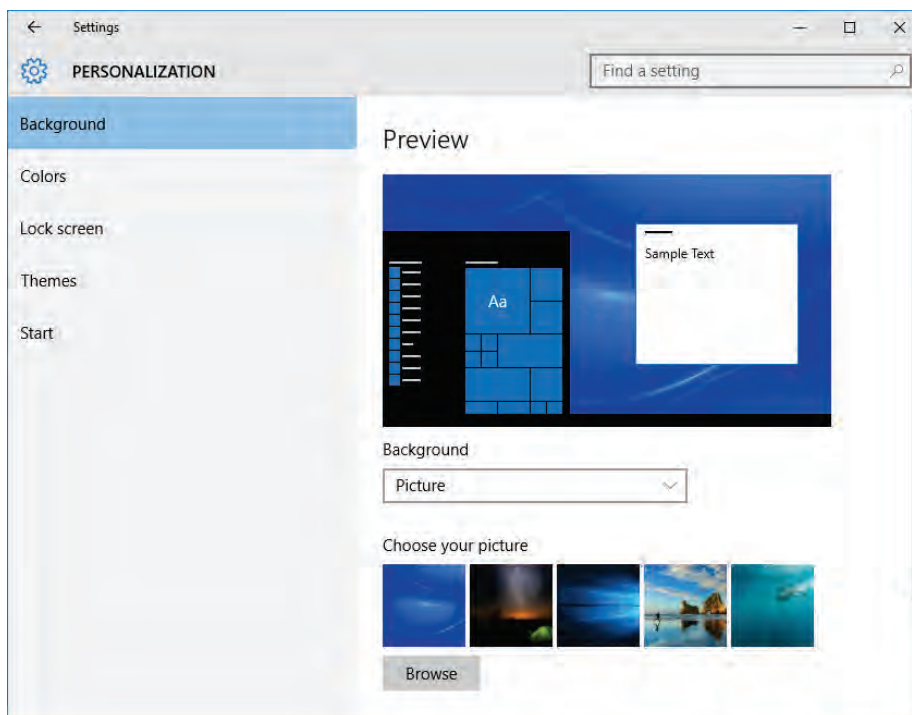 Settings
PERSONALIZATION
Find a setting
Background
Colors
Lock screen
Themes
Start
Preview
Sample Text
Aa
Background
Picture
Choose your picture
Browse